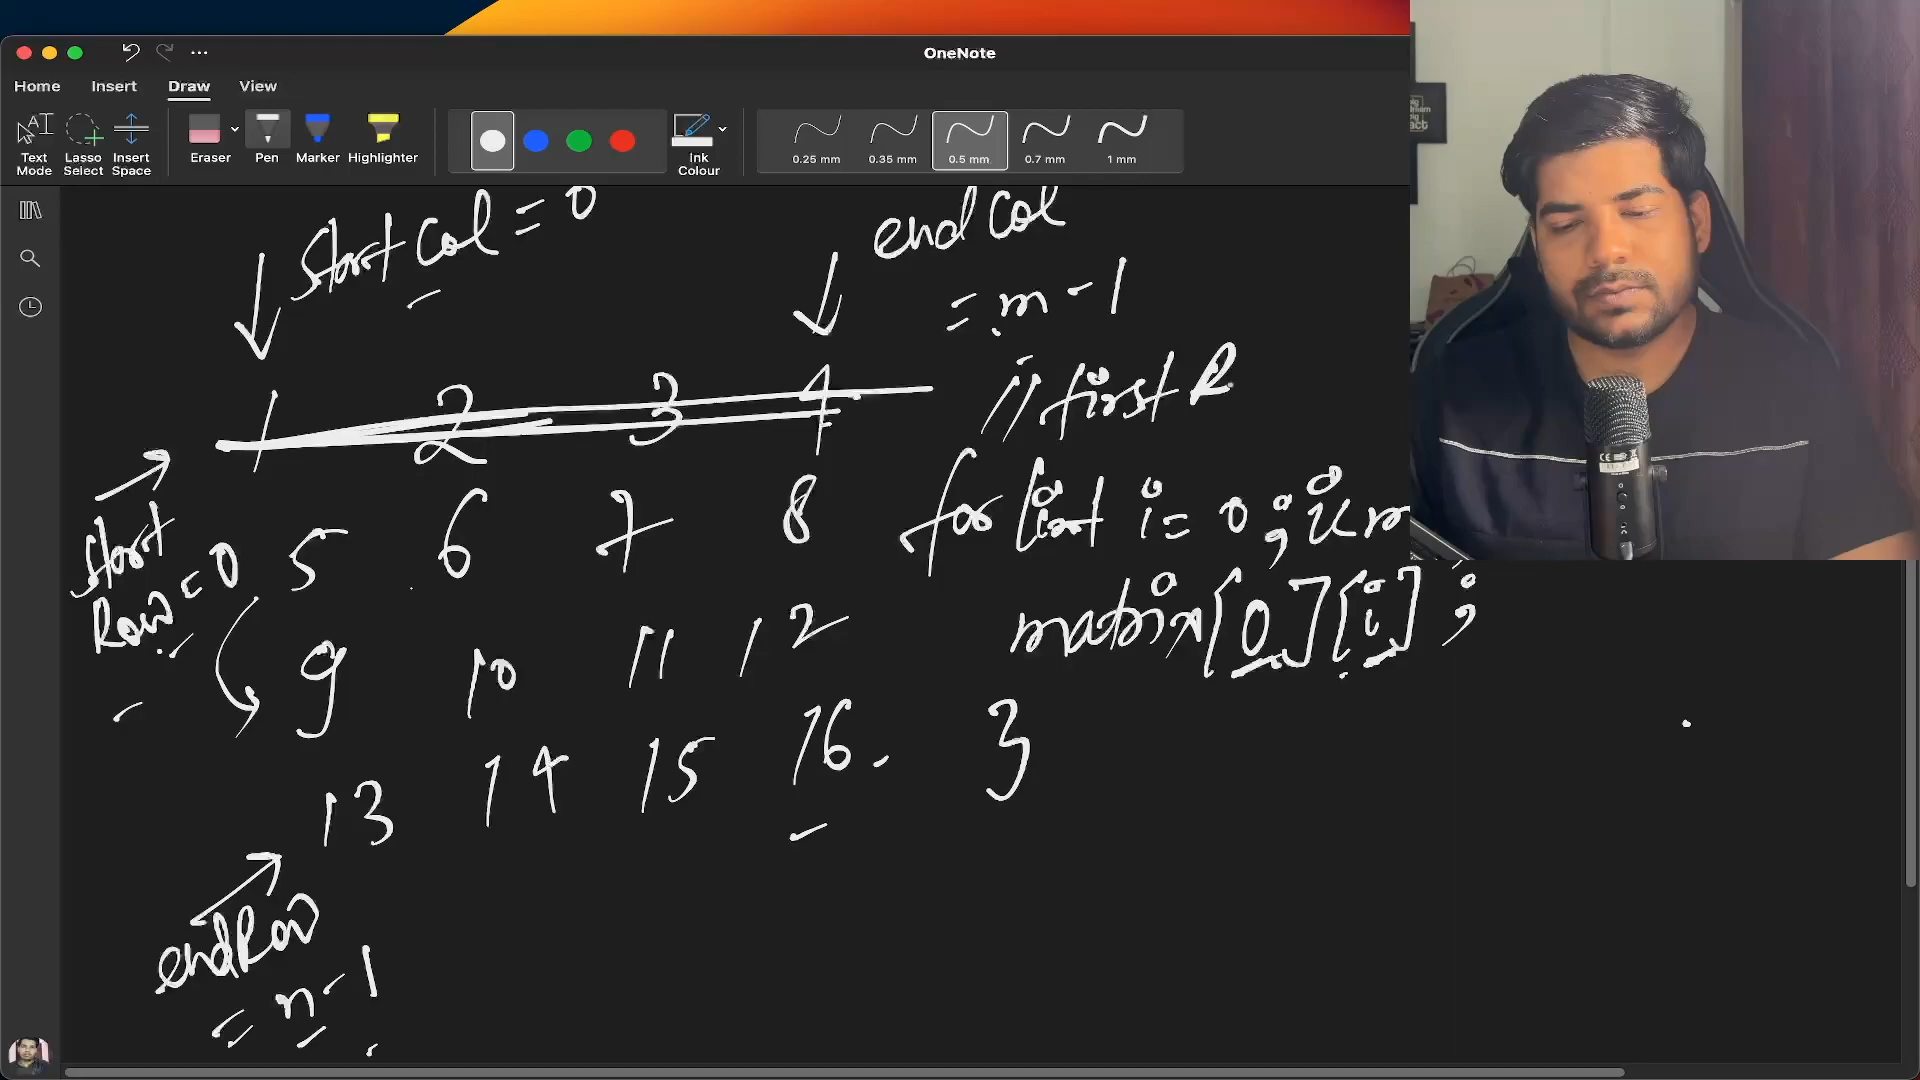 OneNote
Home Insert Draw View
Text Mode
Lasso Select
Insert Space
Eraser
Pen
Marker
Highlighter
Ink Colour
0.25 mm
0.35 mm
0.5 mm
0.7 mm
1 mm
start col = 0
end col
= m - 1
// first R
1 2 3 4
start
Row = 0
5 6 7 8
for (int i = 0 ; i < m
matrix[0][i] ;
9 10 11 12
13 14 15 16 }
endRow
= n - 1